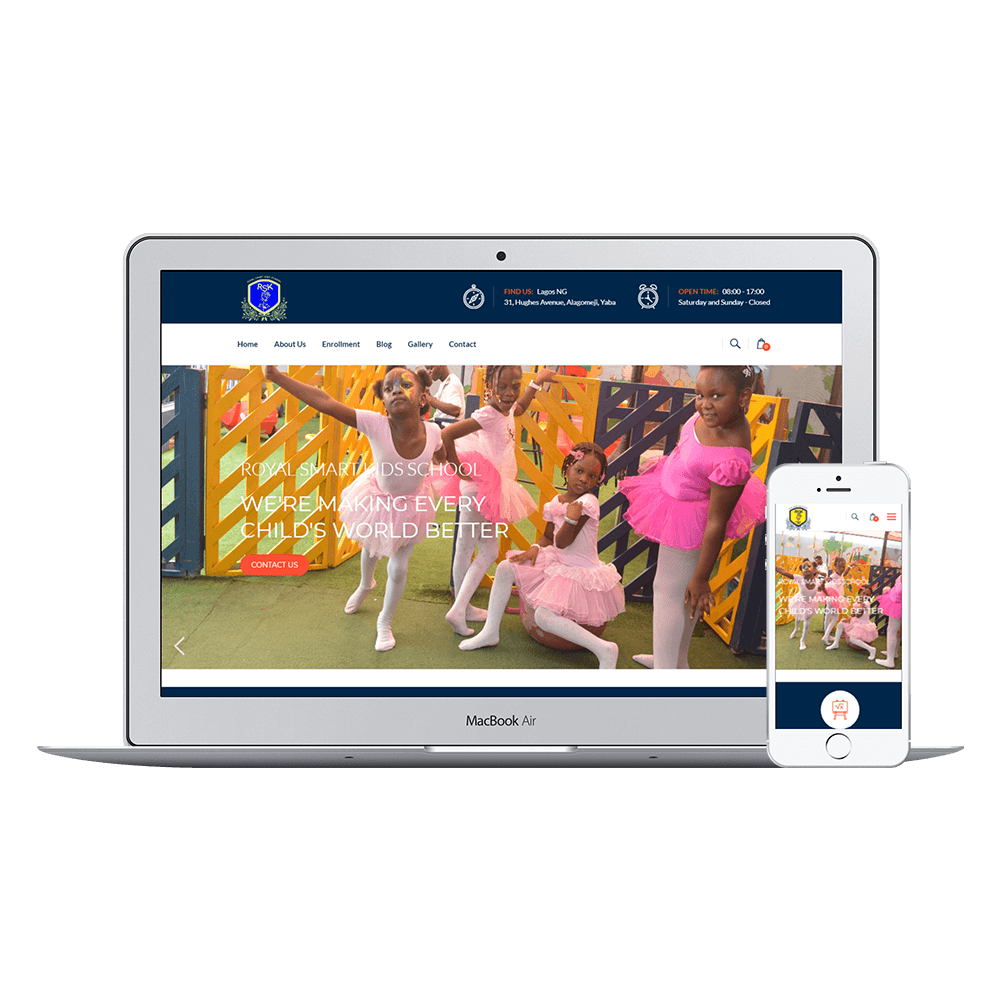 RSK
FIND US: Lagos NG
31, Hughes Avenue, Alagomeji, Yaba
OPEN TIME: 08:00 - 17:00
Saturday and Sunday - Closed
Home About Us Enrollment Blog Gallery Contact
0
ROYAL SMART KIDS SCHOOL
WE'RE MAKING EVERY
CHILD'S WORLD BETTER
CONTACT US
MacBook Air
ROYAL SMART KIDS SCHOOL
WE'RE MAKING EVERY
CHILD'S WORLD BETTER